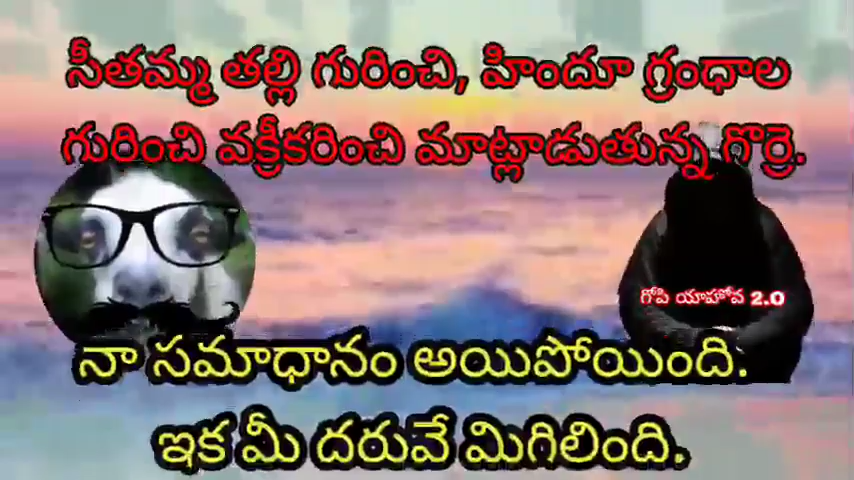 సీతమ్మ తల్లి గురించి, హిందూ గ్రంధాల
గురించి వక్రీకరించి మాట్లాడుతున్న గొర్రె.
గోపి యాహోవ 2.0
నా సమాధానం అయిపోయింది.
ఇక మీ దరువే మిగిలింది.